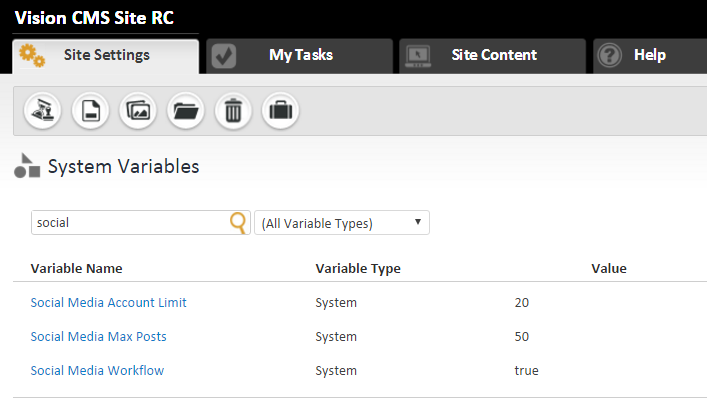 Vision CMS Site RC
Site Settings My Tasks Site Content Help
System Variables
social (All Variable Types)
Variable Name Variable Type Value
Social Media Account Limit System 20
Social Media Max Posts System 50
Social Media Workflow System true